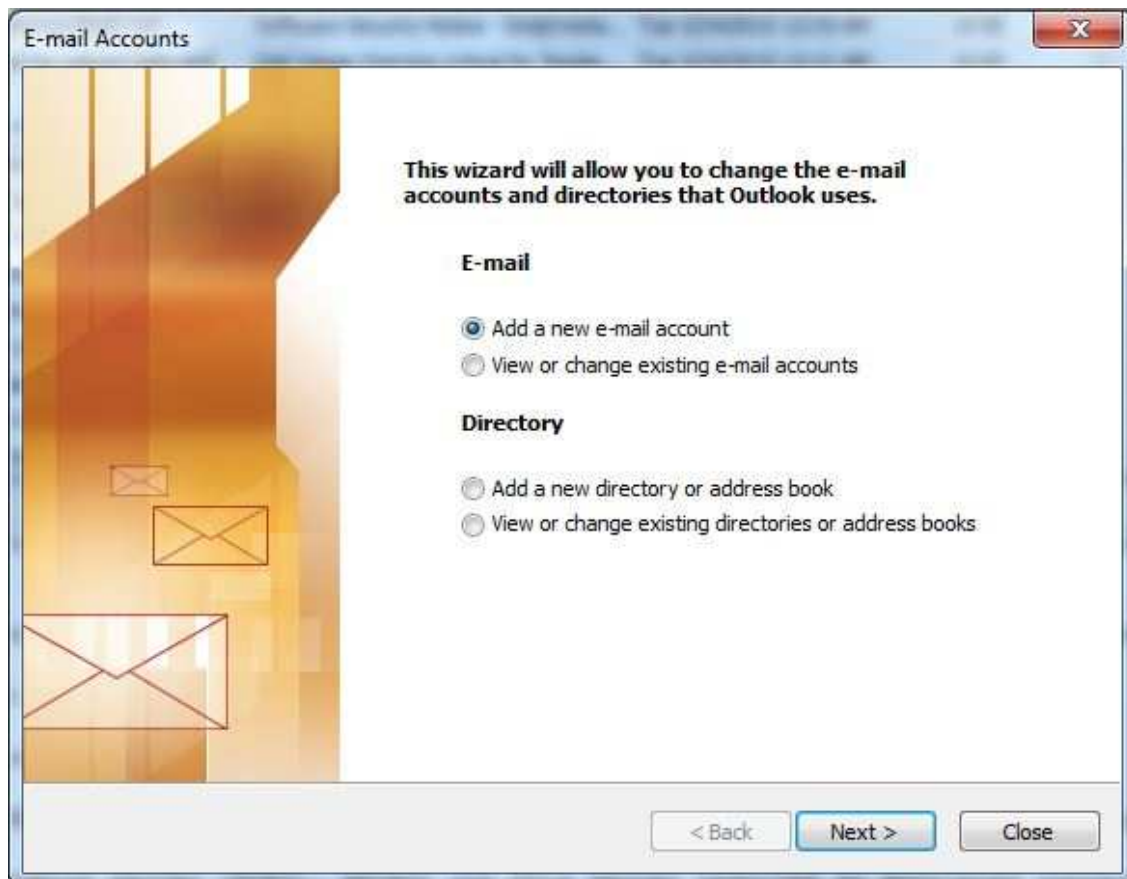 E-mail Accounts
This wizard will allow you to change the e-mail
accounts and directories that Outlook uses.
E-mail
Add a new e-mail account
View or change existing e-mail accounts
Directory
Add a new directory or address book
View or change existing directories or address books
< Back
Next >
Close